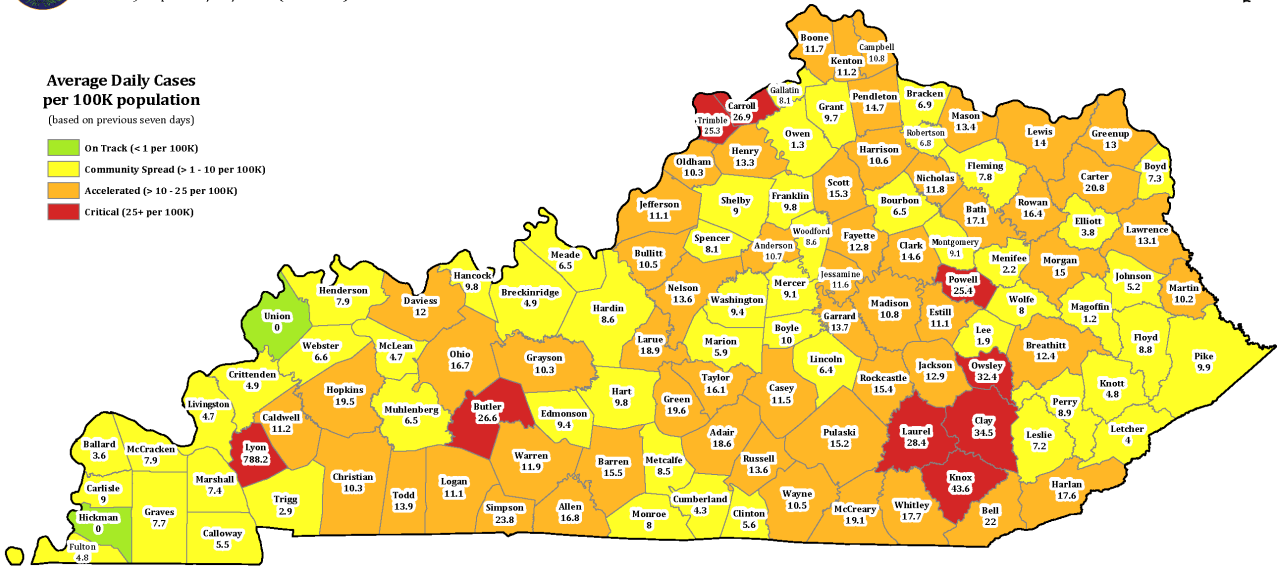 Average Daily Cases
per 100K population
(based on previous seven days)
On Track (< 1 per 100K)
Community Spread (> 1 - 10 per 100K)
Accelerated (> 10 - 25 per 100K)
Critical (25+ per 100K)
Boone
11.7
Kenton
11.2
Campbell
10.8
Gallatin
8.1
Carroll
26.9
Trimble
25.3
Grant
9.7
Pendleton
14.7
Bracken
6.9
Mason
13.4
Robertson
6.8
Lewis
14
Greenup
13
Owen
1.3
Henry
13.3
Oldham
10.3
Harrison
10.6
Nicholas
11.8
Fleming
7.8
Carter
20.8
Boyd
7.3
Jefferson
11.1
Shelby
9
Franklin
9.8
Scott
15.3
Bourbon
6.5
Bath
17.1
Rowan
16.4
Elliott
3.8
Lawrence
13.1
Spencer
8.1
Anderson
10.7
Woodford
8.6
Fayette
12.8
Clark
14.6
Montgomery
9.1
Menifee
2.2
Morgan
15
Johnson
5.2
Martin
10.2
Bullitt
10.5
Meade
6.5
Hancock
9.8
Breckinridge
4.9
Hardin
8.6
Nelson
13.6
Washington
9.4
Mercer
9.1
Jessamine
11.6
Garrard
13.7
Madison
10.8
Estill
11.1
Powell
25.4
Wolfe
8
Magoffin
1.2
Floyd
8.8
Pike
9.9
Henderson
7.9
Daviess
12
Union
0
Webster
6.6
McLean
4.7
Ohio
16.7
Grayson
10.3
Larue
18.9
Marion
5.9
Boyle
10
Lincoln
6.4
Lee
1.9
Breathitt
12.4
Jackson
12.9
Owsley
32.4
Knott
4.8
Crittenden
4.9
Hopkins
19.5
Muhlenberg
6.5
Butler
26.6
Edmonson
9.4
Hart
9.8
Green
19.6
Taylor
16.1
Casey
11.5
Rockcastle
15.4
Perry
8.9
Letcher
4
Livingston
4.7
Caldwell
11.2
Lyon
788.2
Ballard
3.6
McCracken
7.9
Marshall
7.4
Carlisle
9
Hickman
0
Fulton
4.8
Graves
7.7
Calloway
5.5
Trigg
2.9
Christian
10.3
Todd
13.9
Logan
11.1
Simpson
23.8
Warren
11.9
Allen
16.8
Barren
15.5
Metcalfe
8.5
Monroe
8
Adair
18.6
Cumberland
4.3
Clinton
5.6
Russell
13.6
Pulaski
15.2
Wayne
10.5
McCreary
19.1
Laurel
28.4
Clay
34.5
Leslie
7.2
Knox
43.6
Whitley
17.7
Bell
22
Harlan
17.6